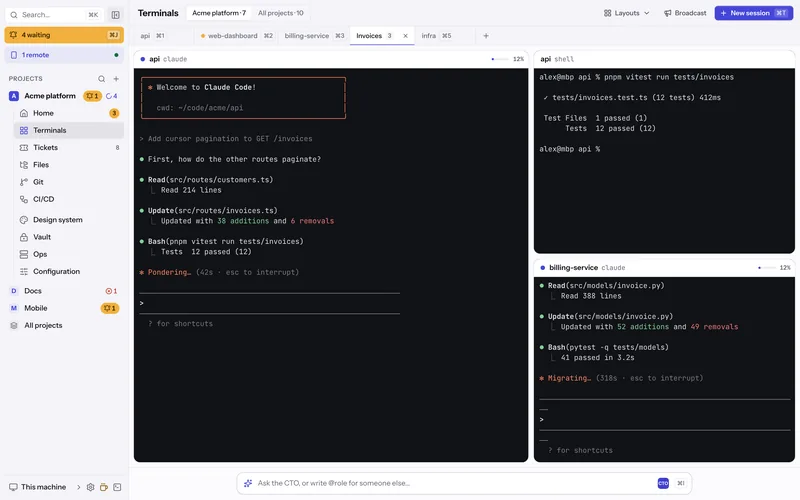 Search... ⌘K
4 waiting ⌘J
1 remote
PROJECTS
A Acme platform 1 4
Home 3
Terminals
Tickets 8
Files
Git
CI/CD
Design system
Vault
Ops
Configuration
D Docs 1
M Mobile 1
All projects
This machine
Terminals
Acme platform · 7
All projects · 10
Layouts
Broadcast
+ New session ⌘T
api ⌘1
web-dashboard ⌘2
billing-service ⌘3
Invoices 3 ×
infra ⌘5
+
api claude 12%
✻ Welcome to Claude Code!
cwd: ~/code/acme/api
> Add cursor pagination to GET /invoices
● First, how do the other routes paginate?
● Read(src/routes/customers.ts)
⎿ Read 214 lines
● Update(src/routes/invoices.ts)
⎿ Updated with 38 additions and 6 removals
● Bash(pnpm vitest run tests/invoices)
⎿ Tests 12 passed (12)
✻ Pondering… (42s · esc to interrupt)
>
? for shortcuts
api shell
alex@mbp api % pnpm vitest run tests/invoices
✓ tests/invoices.test.ts (12 tests) 412ms
Test Files 1 passed (1)
Tests 12 passed (12)
alex@mbp api %
billing-service claude 12%
● Read(src/models/invoice.py)
⎿ Read 388 lines
● Update(src/models/invoice.py)
⎿ Updated with 52 additions and 49 removals
● Bash(pytest -q tests/models)
⎿ 41 passed in 3.2s
✻ Migrating… (318s · esc to interrupt)
>
? for shortcuts
Ask the CTO, or write @role for someone else...
CTO ⌘I